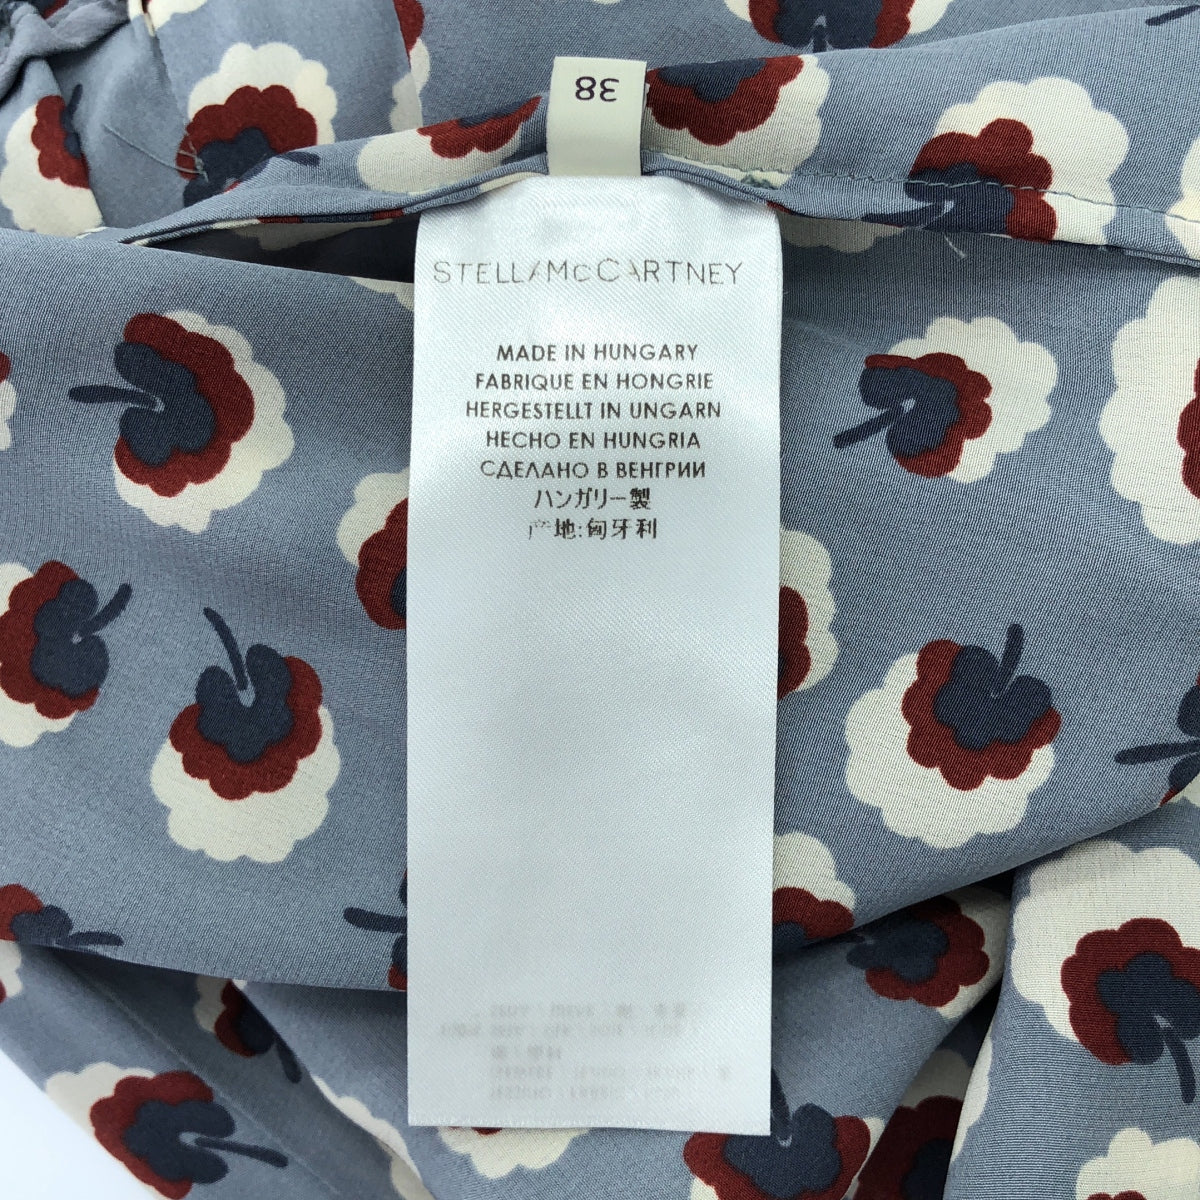 38
STELLA McCARTNEY
MADE IN HUNGARY
FABRIQUE EN HONGRIE
HERGESTELLT IN UNGARN
HECHO EN HUNGRIA
СДЕЛАНО В ВЕНГРИИ
ハンガリー製
产地:匈牙利